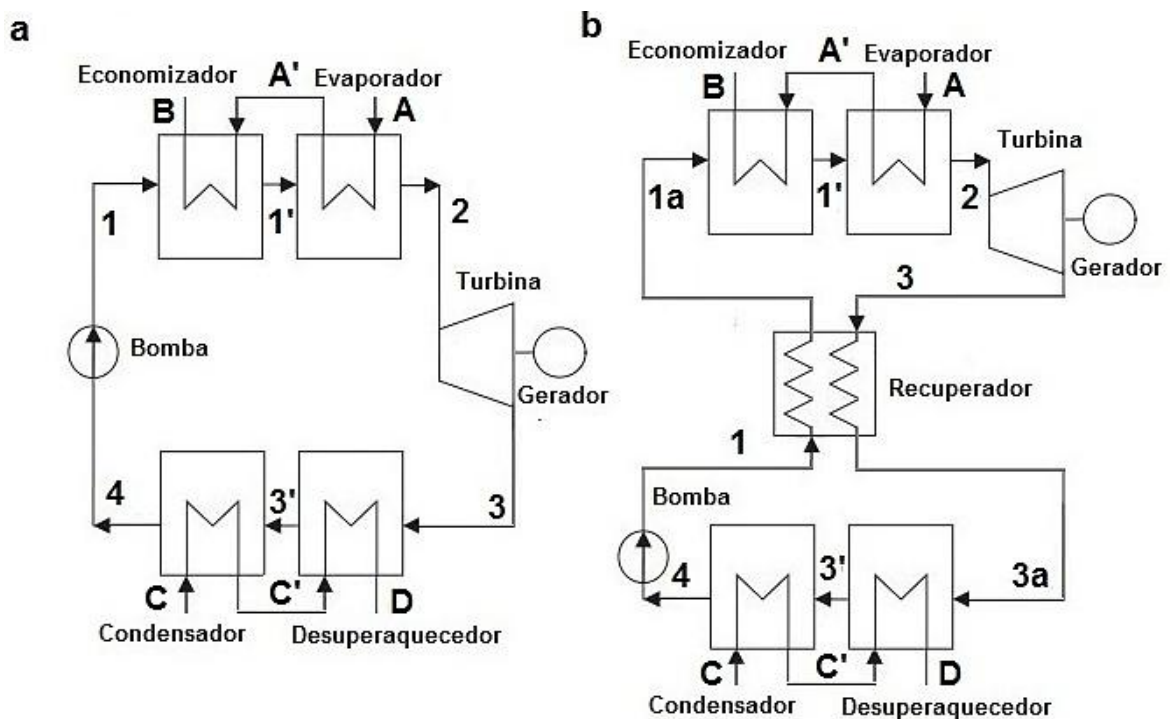 a
Economizador
A'
Evaporador
B
A
1
1'
2
Turbina
Bomba
Gerador
4
3'
3
C
C'
D
Condensador
Desuperaquecedor
b
Economizador
A'
Evaporador
B
A
Turbina
1a
1'
2
Gerador
3
Recuperador
1
Bomba
4
3'
3a
C
C'
D
Condensador
Desuperaquecedor